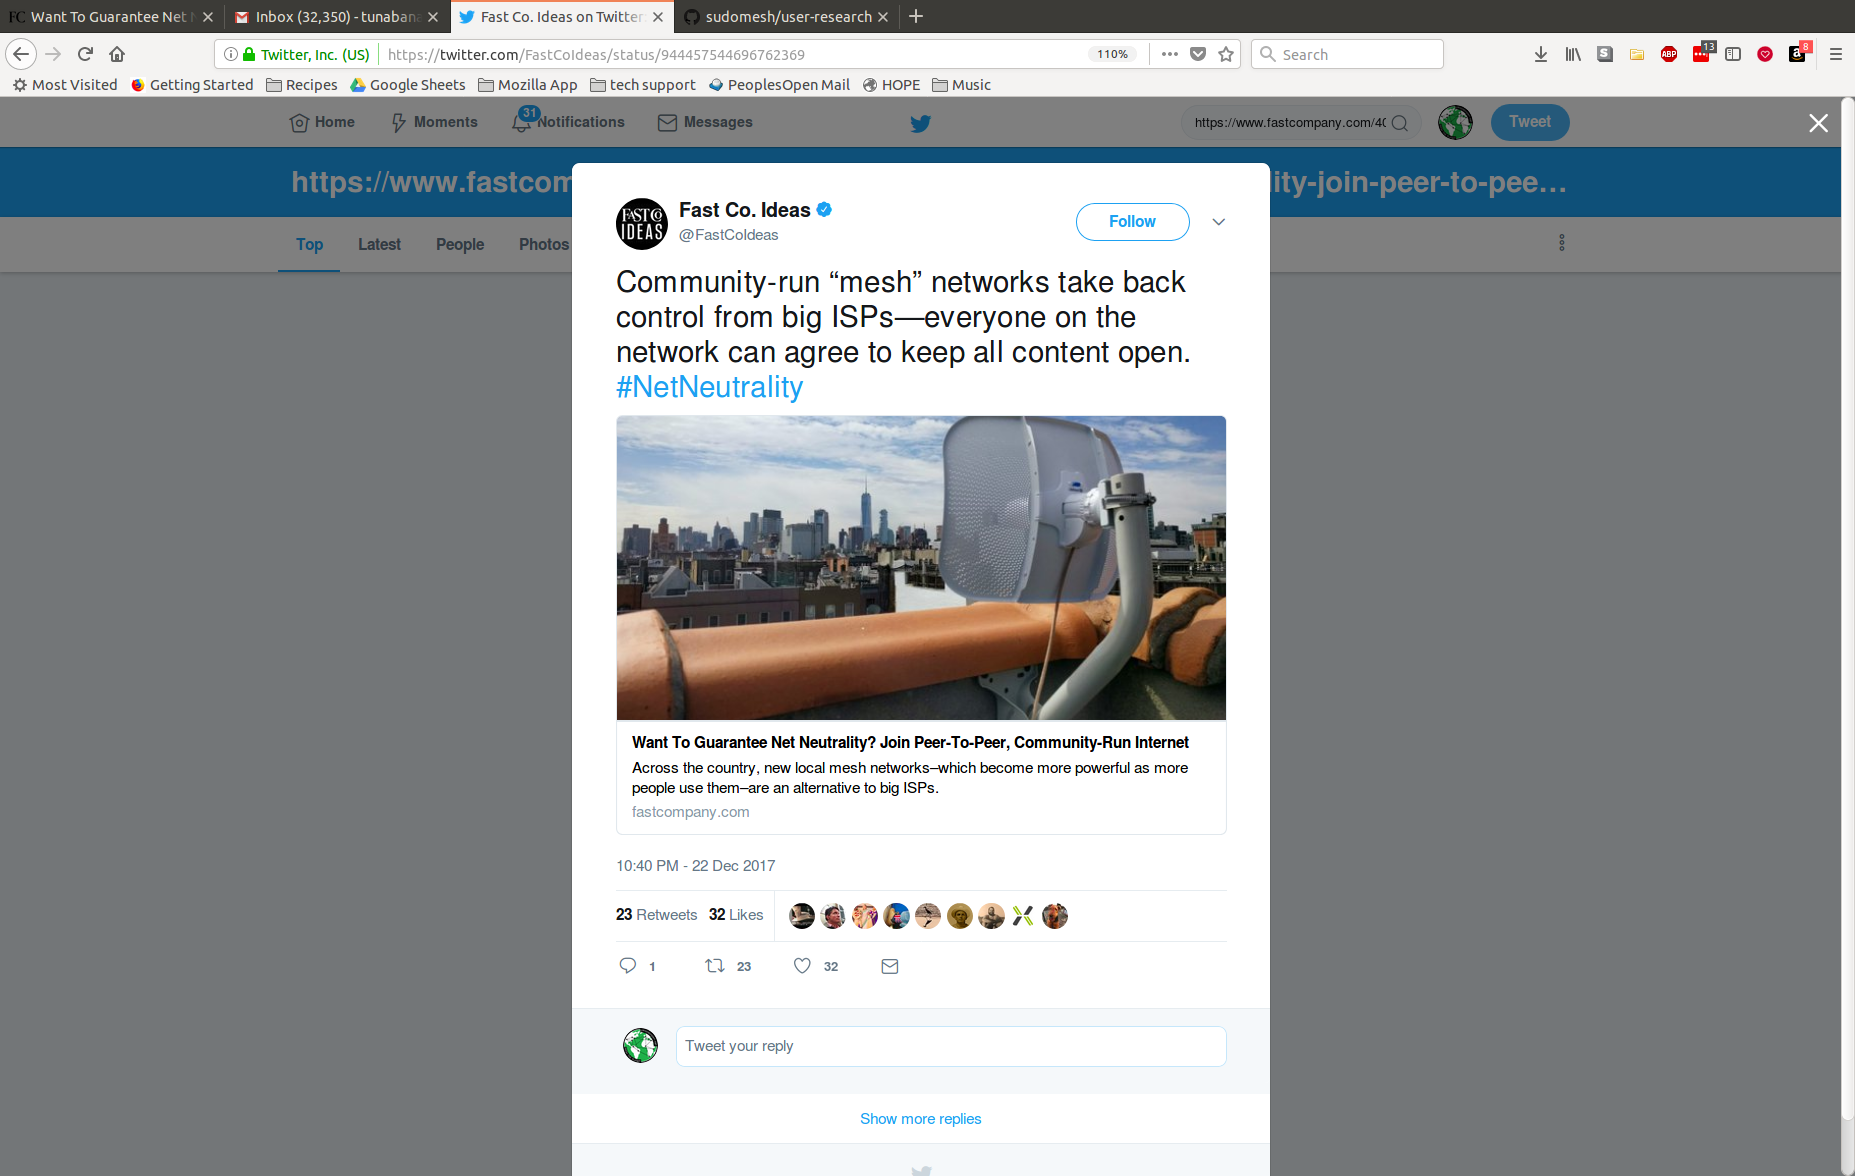 FC Want To Guarantee Net N
Inbox (32,350) - tunabana
Fast Co. Ideas on Twitter:
sudomesh/user-research
Twitter, Inc. (US)
https://twitter.com/FastCoIdeas/status/944457544696762369
110%
Search
ABP
13
S
a
8
Most Visited
Getting Started
Recipes
Google Sheets
Mozilla App
tech support
PeoplesOpen Mail
HOPE
Music
Home
Moments
31
Notifications
Messages
https://www.fastcompany.com/40
Tweet
https://www.fastcom
ity-join-peer-to-pee…
Top
Latest
People
Photos
FAST CO
IDEAS
Fast Co. Ideas
@FastCoIdeas
Follow
Community-run “mesh” networks take back
control from big ISPs—everyone on the
network can agree to keep all content open.
#NetNeutrality
Want To Guarantee Net Neutrality? Join Peer-To-Peer, Community-Run Internet
Across the country, new local mesh networks–which become more powerful as more
people use them–are an alternative to big ISPs.
fastcompany.com
10:40 PM - 22 Dec 2017
23 Retweets 32 Likes
1
23
32
Tweet your reply
Show more replies